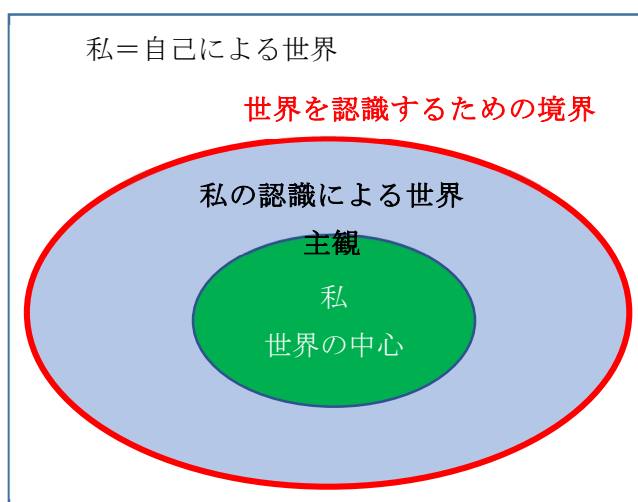 私＝自己による世界
世界を認識するための境界
私の認識による世界
主観
私
世界の中心